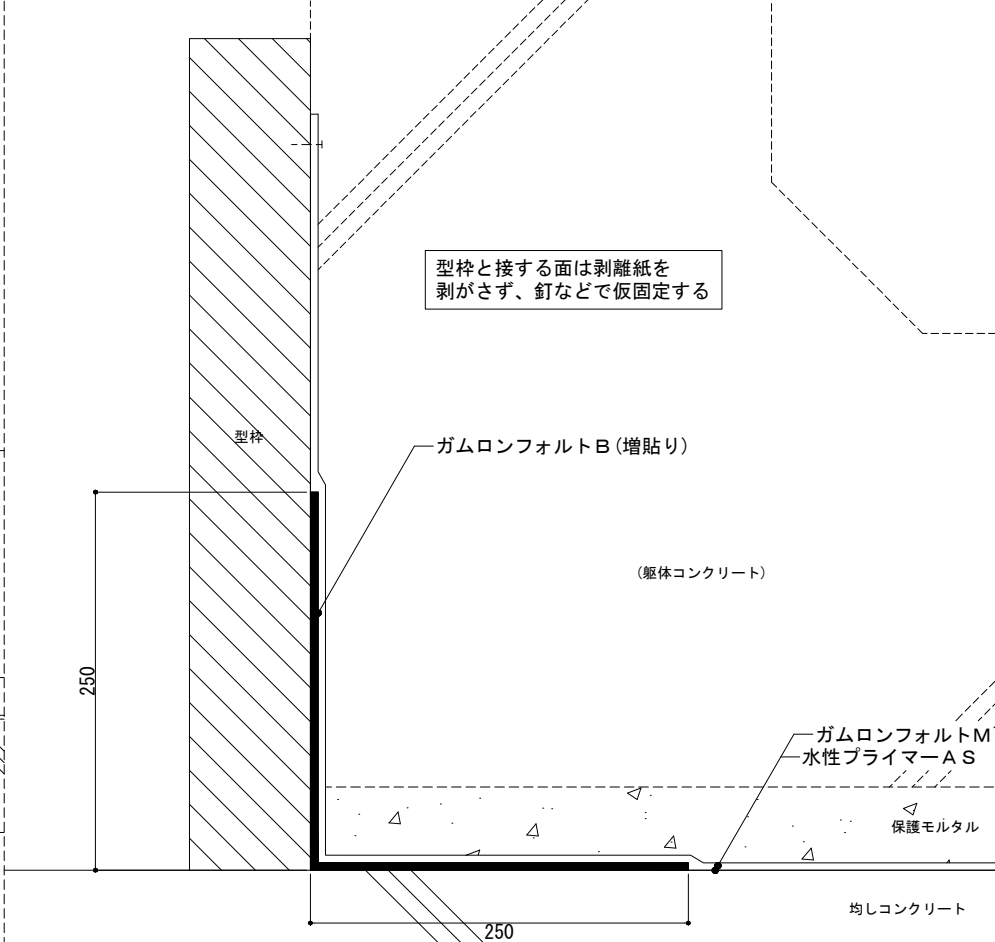 型枠と接する面は剥離紙を
剥がさず、釘などで仮固定する
型枠
ガムロンフォルトB(増貼り)
(躯体コンクリート)
250
ガムロンフォルトM
水性プライマーAS
保護モルタル
均しコンクリート
250